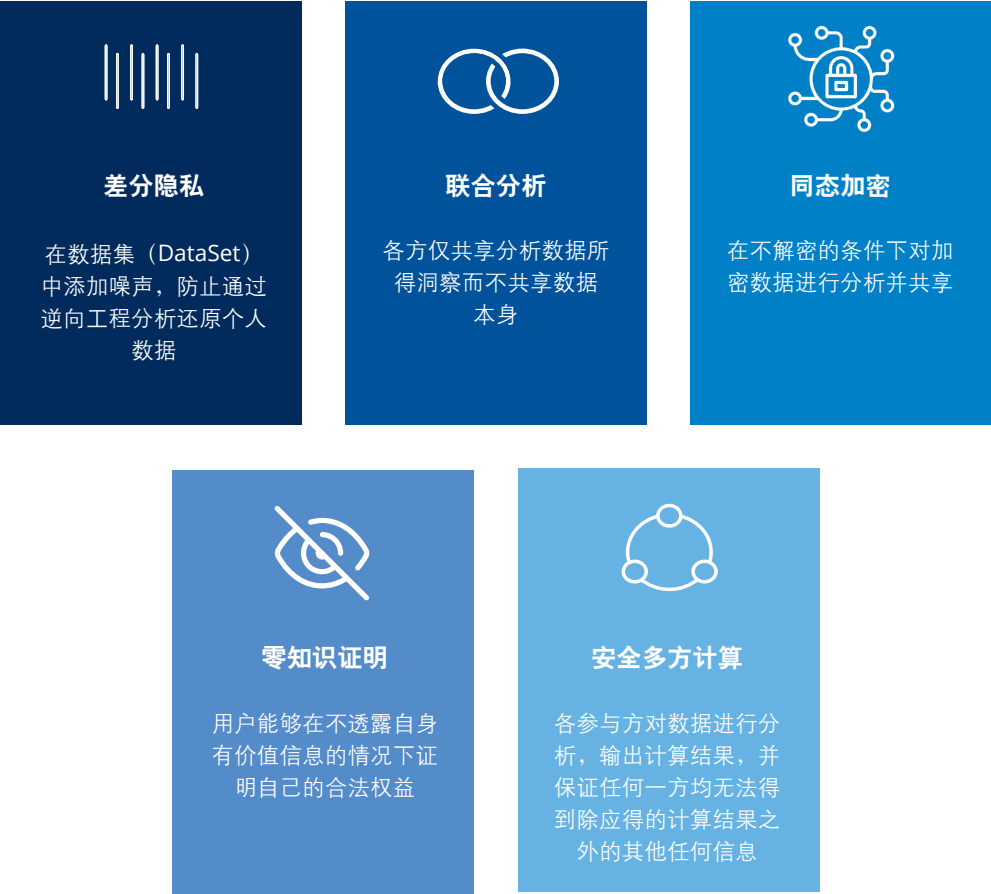 差分隐私
在数据集（DataSet）
中添加噪声，防止通过
逆向工程分析还原个人
数据
联合分析
各方仅共享分析数据所
得洞察而不共享数据
本身
同态加密
在不解密的条件下对加
密数据进行分析并共享
零知识证明
用户能够在不透露自身
有价值信息的情况下证
明自己的合法权益
安全多方计算
各参与方对数据进行分
析，输出计算结果，并
保证任何一方均无法得
到除应得的计算结果之
外的其他任何信息